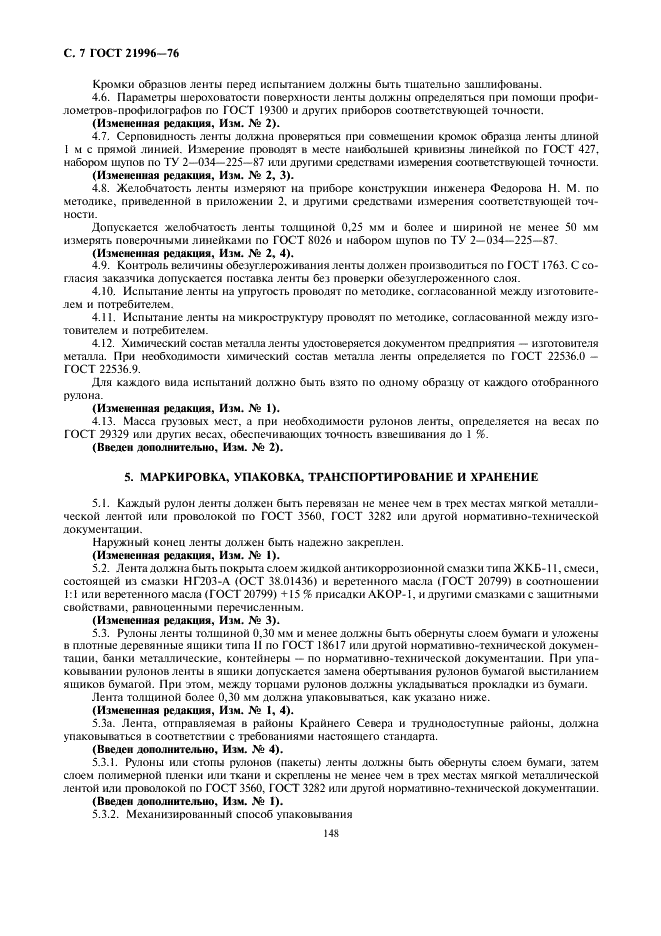 С. 7 ГОСТ 21996—76
Кромки образцов ленты перед испытанием должны быть тщательно зашлифованы.
4.6. Параметры шероховатости поверхности ленты должны определяться при помощи профи-
лометров-профилографов по ГОСТ 19300 и других приборов соответствующей точности.
(Измененная редакция, Изм. № 2).
4.7. Серповидность ленты должна проверяться при совмещении кромок образца ленты длиной
1 м с прямой линией. Измерение проводят в месте наибольшей кривизны линейкой по ГОСТ 427,
набором щупов по ТУ 2—034—225—87 или другими средствами измерения соответствующей точности.
(Измененная редакция, Изм. № 2, 3).
4.8. Желобчатость ленты измеряют на приборе конструкции инженера Федорова Н. М. по
методике, приведенной в приложении 2, и другими средствами измерения соответствующей точ-
ности.
Допускается желобчатость ленты толщиной 0,25 мм и более и шириной не менее 50 мм
измерять поверочными линейками по ГОСТ 8026 и набором щупов по ТУ 2—034—225—87.
(Измененная редакция, Изм. № 2, 4).
4.9. Контроль величины обезуглероживания ленты должен производиться по ГОСТ 1763. С со-
гласия заказчика допускается поставка ленты без проверки обезуглероженного слоя.
4.10. Испытание ленты на упругость проводят по методике, согласованной между изготовите-
лем и потребителем.
4.11. Испытание ленты на микроструктуру проводят по методике, согласованной между изго-
товителем и потребителем.
4.12. Химический состав металла ленты удостоверяется документом предприятия — изготовителя
металла. При необходимости химический состав металла ленты определяется по ГОСТ 22536.0 –
ГОСТ 22536.9.
Для каждого вида испытаний должно быть взято по одному образцу от каждого отобранного
рулона.
(Измененная редакция, Изм. № 1).
4.13. Масса грузовых мест, а при необходимости рулонов ленты, определяется на весах по
ГОСТ 29329 или других весах, обеспечивающих точность взвешивания до 1 %.
(Введен дополнительно, Изм. № 2).
5. МАРКИРОВКА, УПАКОВКА, ТРАНСПОРТИРОВАНИЕ И ХРАНЕНИЕ
5.1. Каждый рулон ленты должен быть перевязан не менее чем в трех местах мягкой металли-
ческой лентой или проволокой по ГОСТ 3560, ГОСТ 3282 или другой нормативно-технической
документации.
Наружный конец ленты должен быть надежно закреплен.
(Измененная редакция, Изм. № 1).
5.2. Лента должна быть покрыта слоем жидкой антикоррозионной смазки типа ЖКБ-11, смеси,
состоящей из смазки НГ203-А (ОСТ 38.01436) и веретенного масла (ГОСТ 20799) в соотношении
1:1 или веретенного масла (ГОСТ 20799) +15 % присадки АКОР-1, и другими смазками с защитными
свойствами, равноценными перечисленным.
(Измененная редакция, Изм. № 3).
5.3. Рулоны ленты толщиной 0,30 мм и менее должны быть обернуты слоем бумаги и уложены
в плотные деревянные ящики типа II по ГОСТ 18617 или другой нормативно-технической докумен-
тации, банки металлические, контейнеры — по нормативно-технической документации. При упа-
ковывании рулонов ленты в ящики допускается замена обертывания рулонов бумагой выстиланием
ящиков бумагой. При этом, между торцами рулонов должны укладываться прокладки из бумаги.
Лента толщиной более 0,30 мм должна упаковываться, как указано ниже.
(Измененная редакция, Изм. № 1, 4).
5.3а. Лента, отправляемая в районы Крайнего Севера и труднодоступные районы, должна
упаковываться в соответствии с требованиями настоящего стандарта.
(Введен дополнительно, Изм. № 4).
5.3.1. Рулоны или стопы рулонов (пакеты) ленты должны быть обернуты слоем бумаги, затем
слоем полимерной пленки или ткани и скреплены не менее чем в трех местах мягкой металлической
лентой или проволокой по ГОСТ 3560, ГОСТ 3282 или другой нормативно-технической документации.
(Введен дополнительно, Изм. № 1).
5.3.2. Механизированный способ упаковывания
148